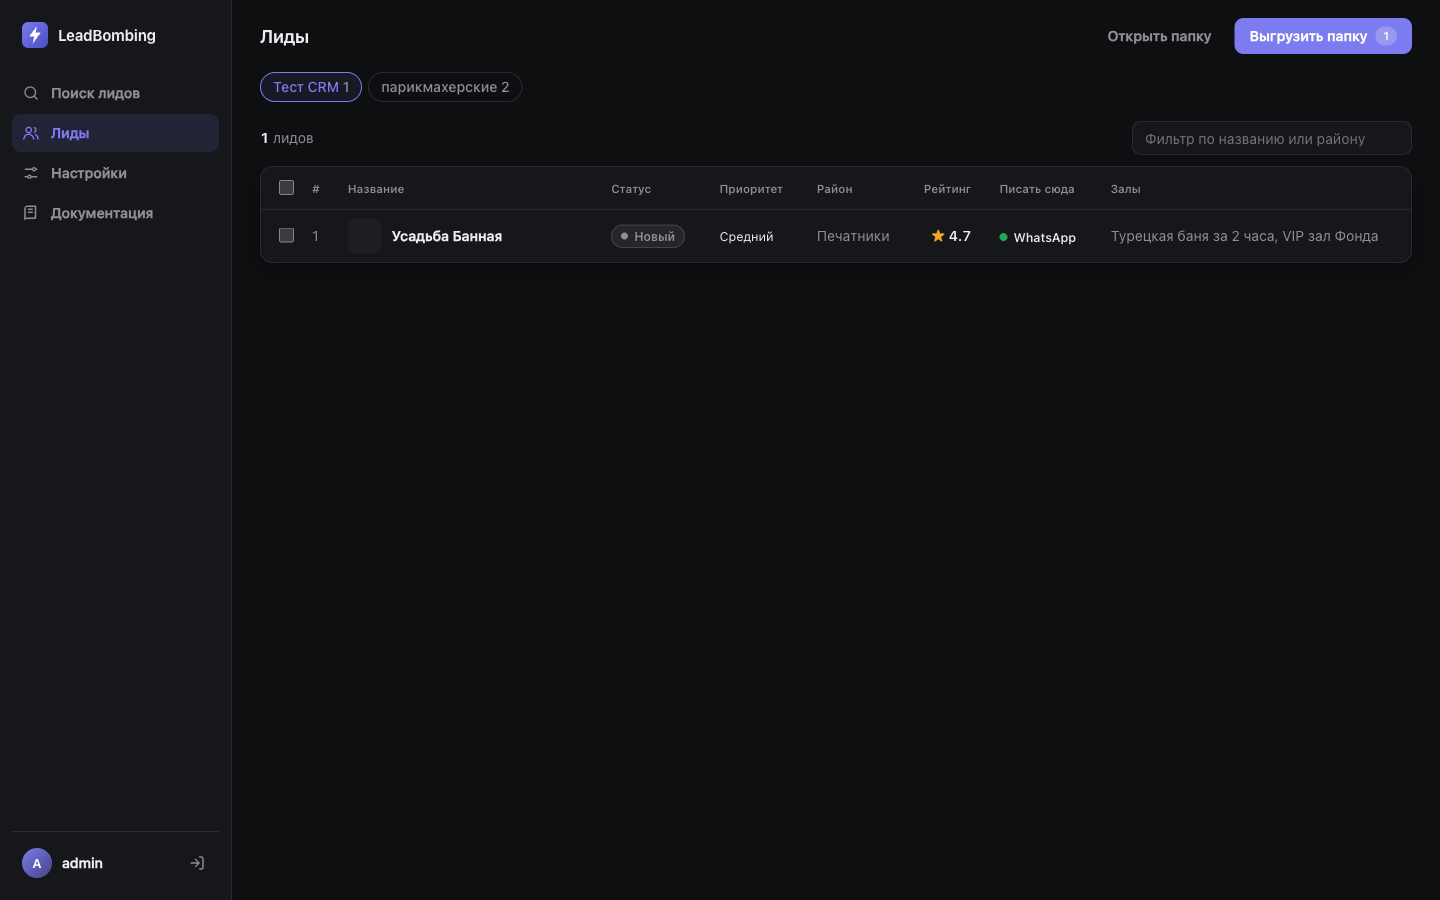 LeadBombing
Поиск лидов
Лиды
Настройки
Документация
A admin
Лиды
Открыть папку
Выгрузить папку 1
Тест CRM 1
парикмахерские 2
1 лидов
Фильтр по названию или району
# Название Статус Приоритет Район Рейтинг Писать сюда Залы
1 Усадьба Банная Новый Средний Печатники 4.7 WhatsApp Турецкая баня за 2 часа, VIP зал Фонда